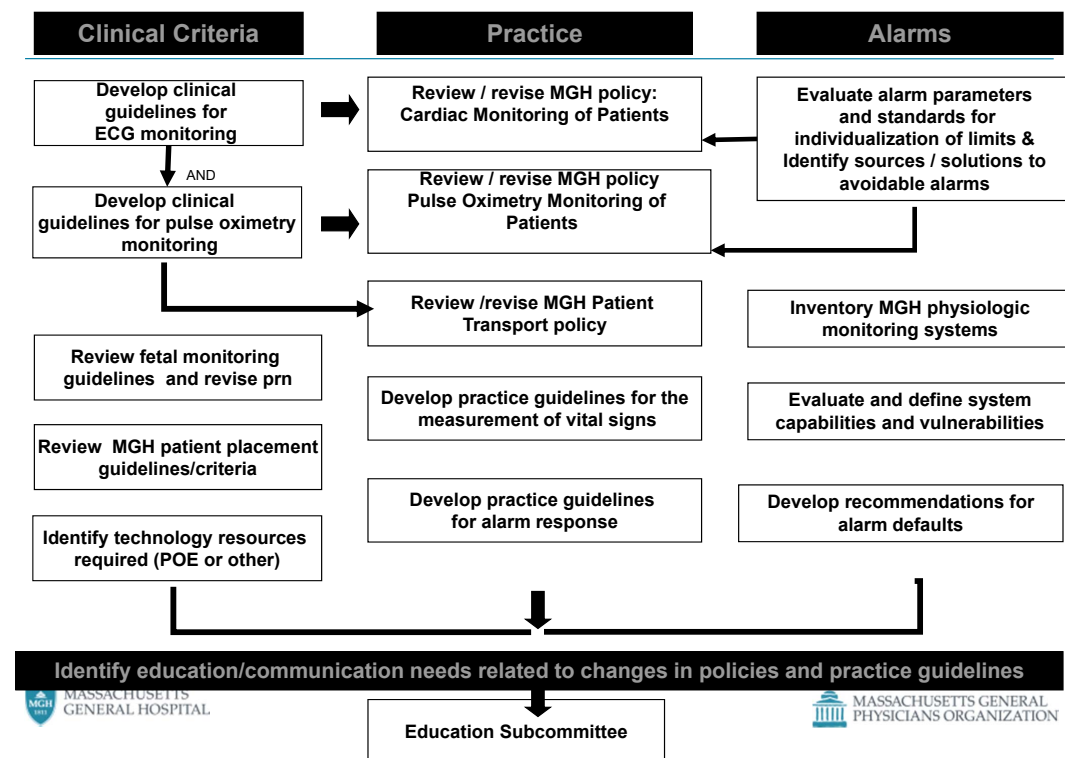 Clinical Criteria
Practice
Alarms
Develop clinical
guidelines for
ECG monitoring
AND
Develop clinical
guidelines for pulse oximetry
monitoring
Review fetal monitoring
guidelines and revise prn
Review MGH patient placement
guidelines/criteria
Identify technology resources
required (POE or other)
Review / revise MGH policy:
Cardiac Monitoring of Patients
Review / revise MGH policy
Pulse Oximetry Monitoring of
Patients
Review /revise MGH Patient
Transport policy
Develop practice guidelines for the
measurement of vital signs
Develop practice guidelines
for alarm response
Evaluate alarm parameters
and standards for
individualization of limits &
Identify sources / solutions to
avoidable alarms
Inventory MGH physiologic
monitoring systems
Evaluate and define system
capabilities and vulnerabilities
Develop recommendations for
alarm defaults
Identify education/communication needs related to changes in policies and practice guidelines
MGH
1811
MASSACHUSETTS
GENERAL HOSPITAL
Education Subcommittee
MASSACHUSETTS GENERAL
PHYSICIANS ORGANIZATION